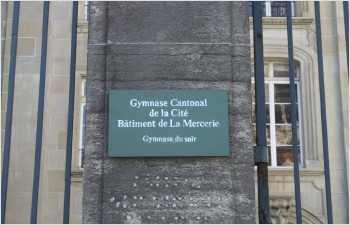 Gymnase Cantonal
de la Cité
Bâtiment de La Mercerie
Gymnase du soir